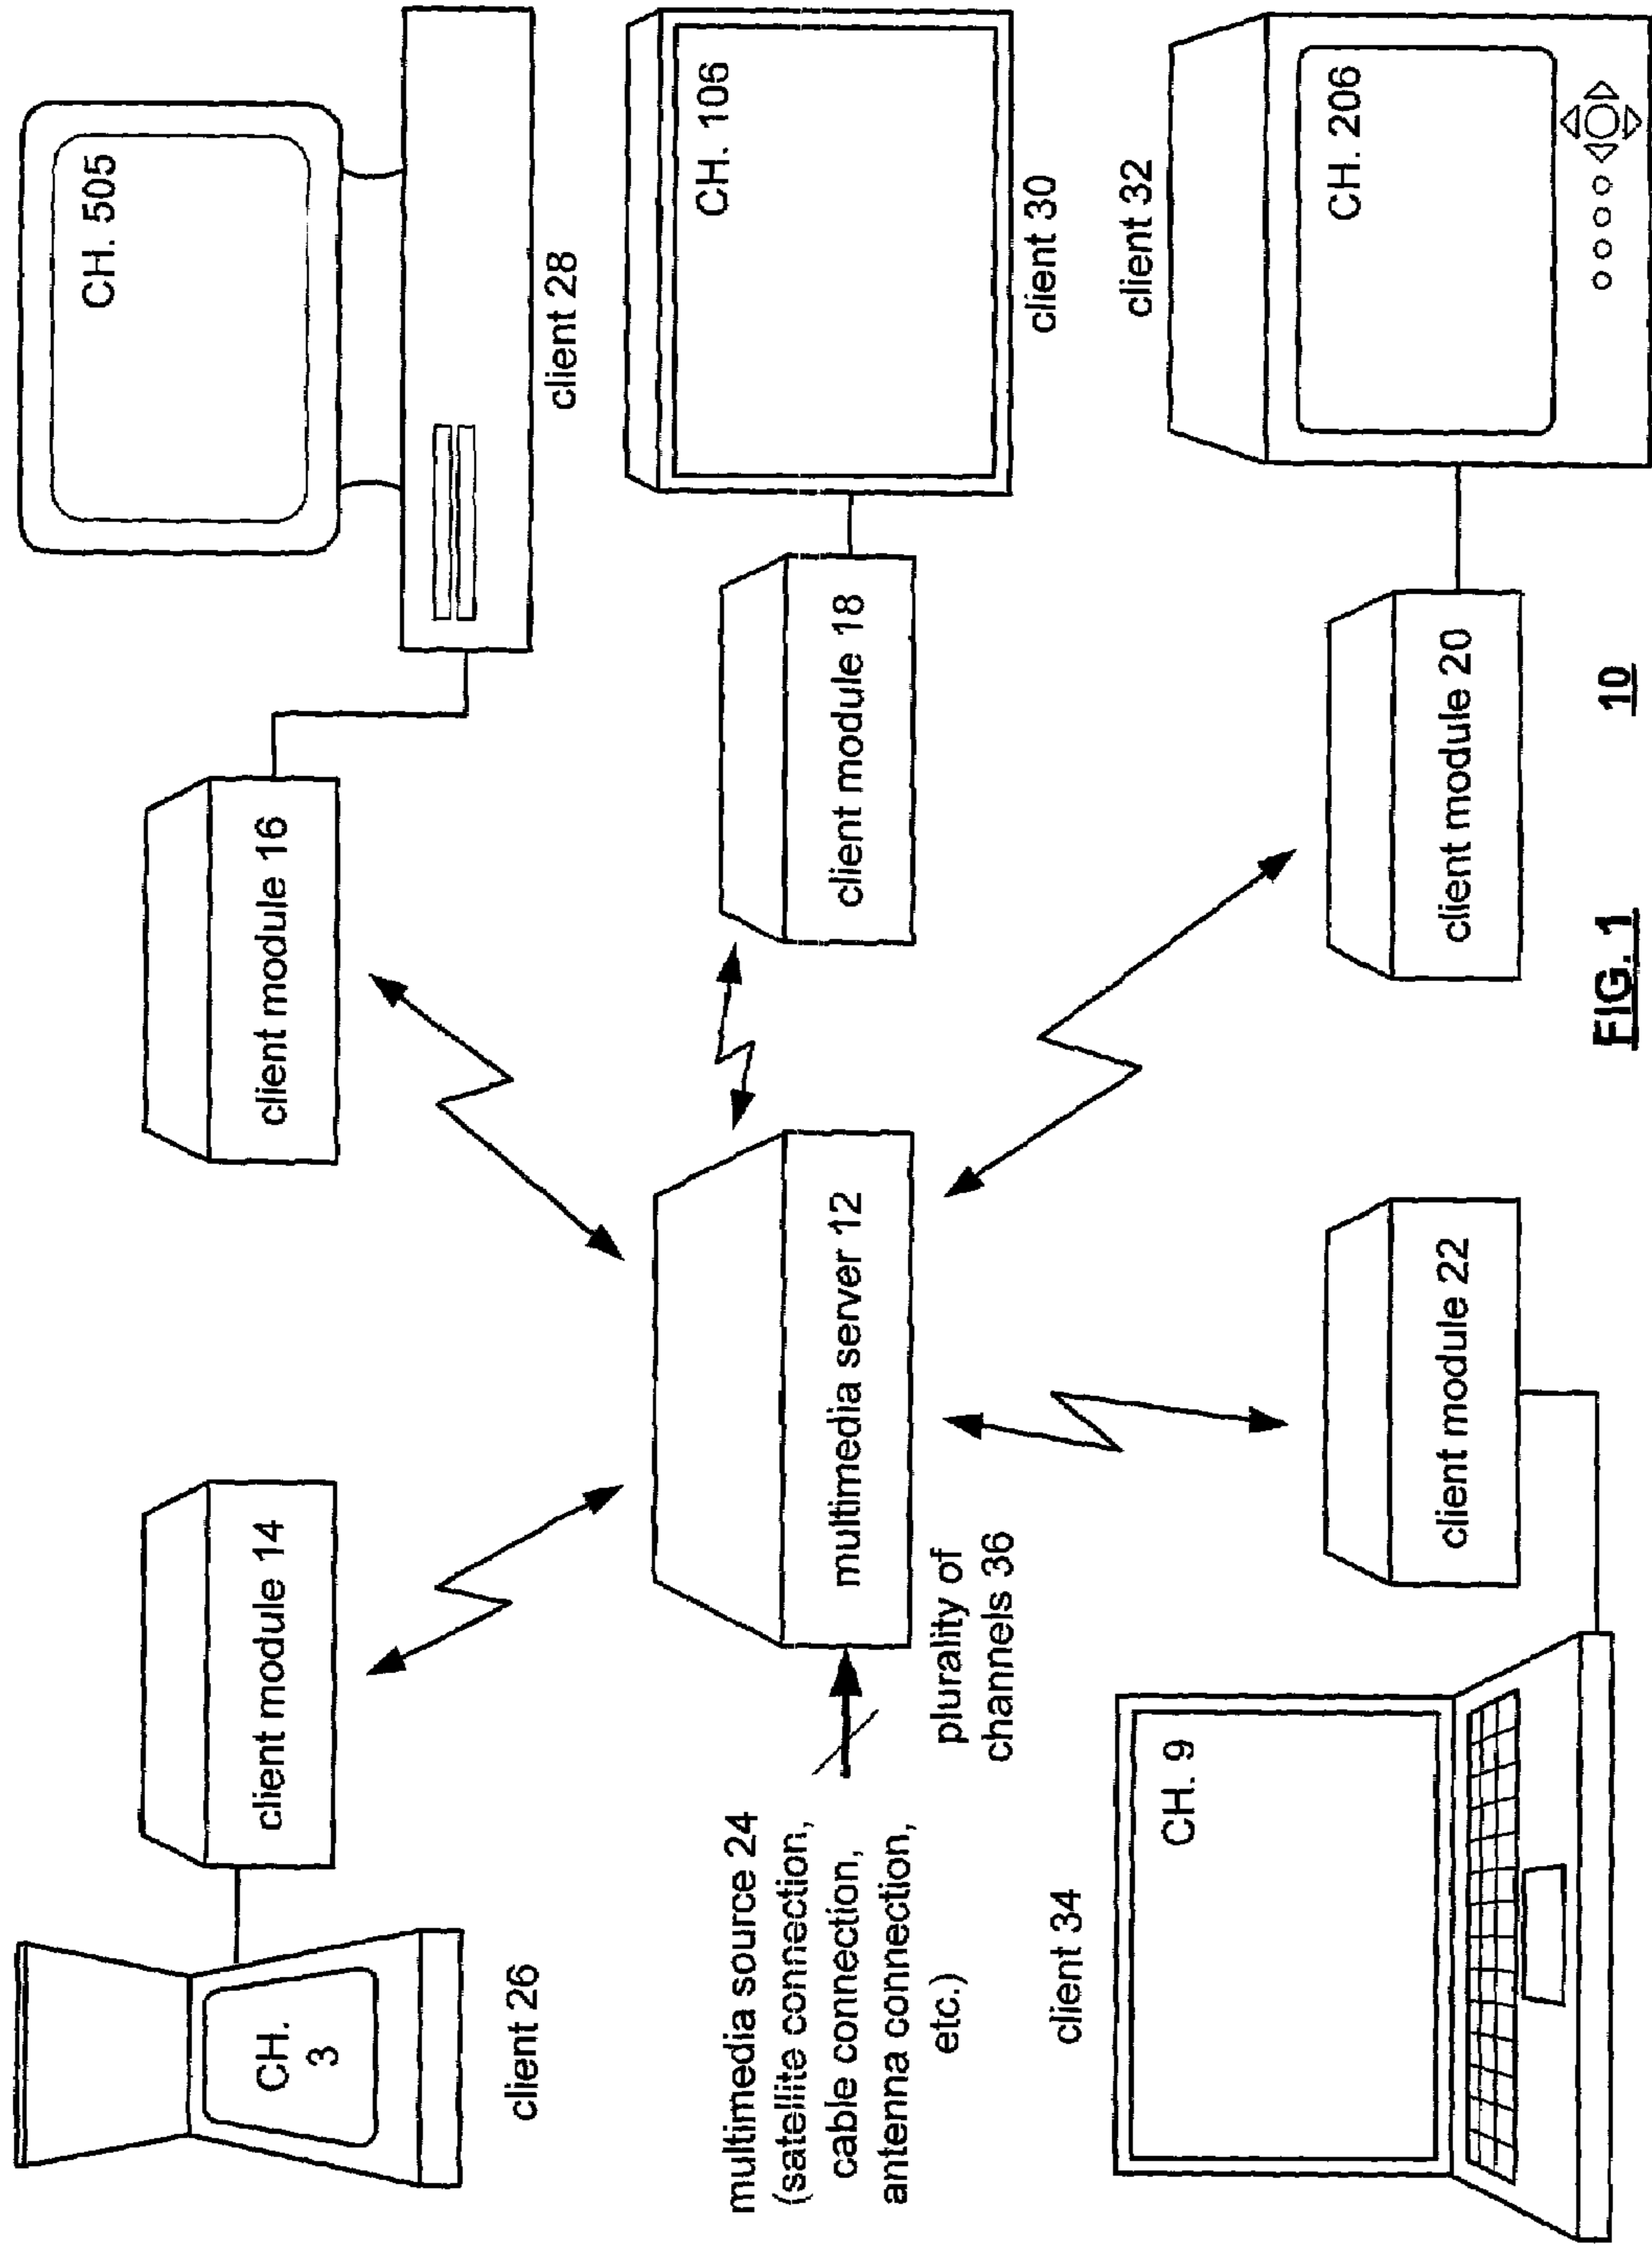 CH.
3
client 26
client module 14
client module 16
CH. 505
client 28
multimedia source 24
(satellite connection,
cable connection,
antenna connection,
etc.)
plurality of
channels 36
multimedia server 12
client module 18
CH. 106
client 30
client 34
CH. 9
client module 22
client module 20
client 32
CH. 206
FIG. 1
10